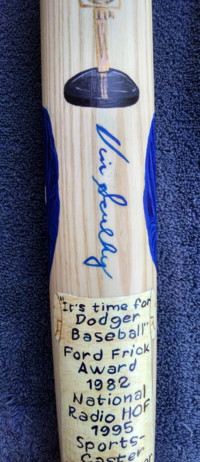 Vin Scully
"It's time for
Dodger
Baseball"
Ford Frick
Award
1982
National
Radio HOF
1995
Sports-
Caster